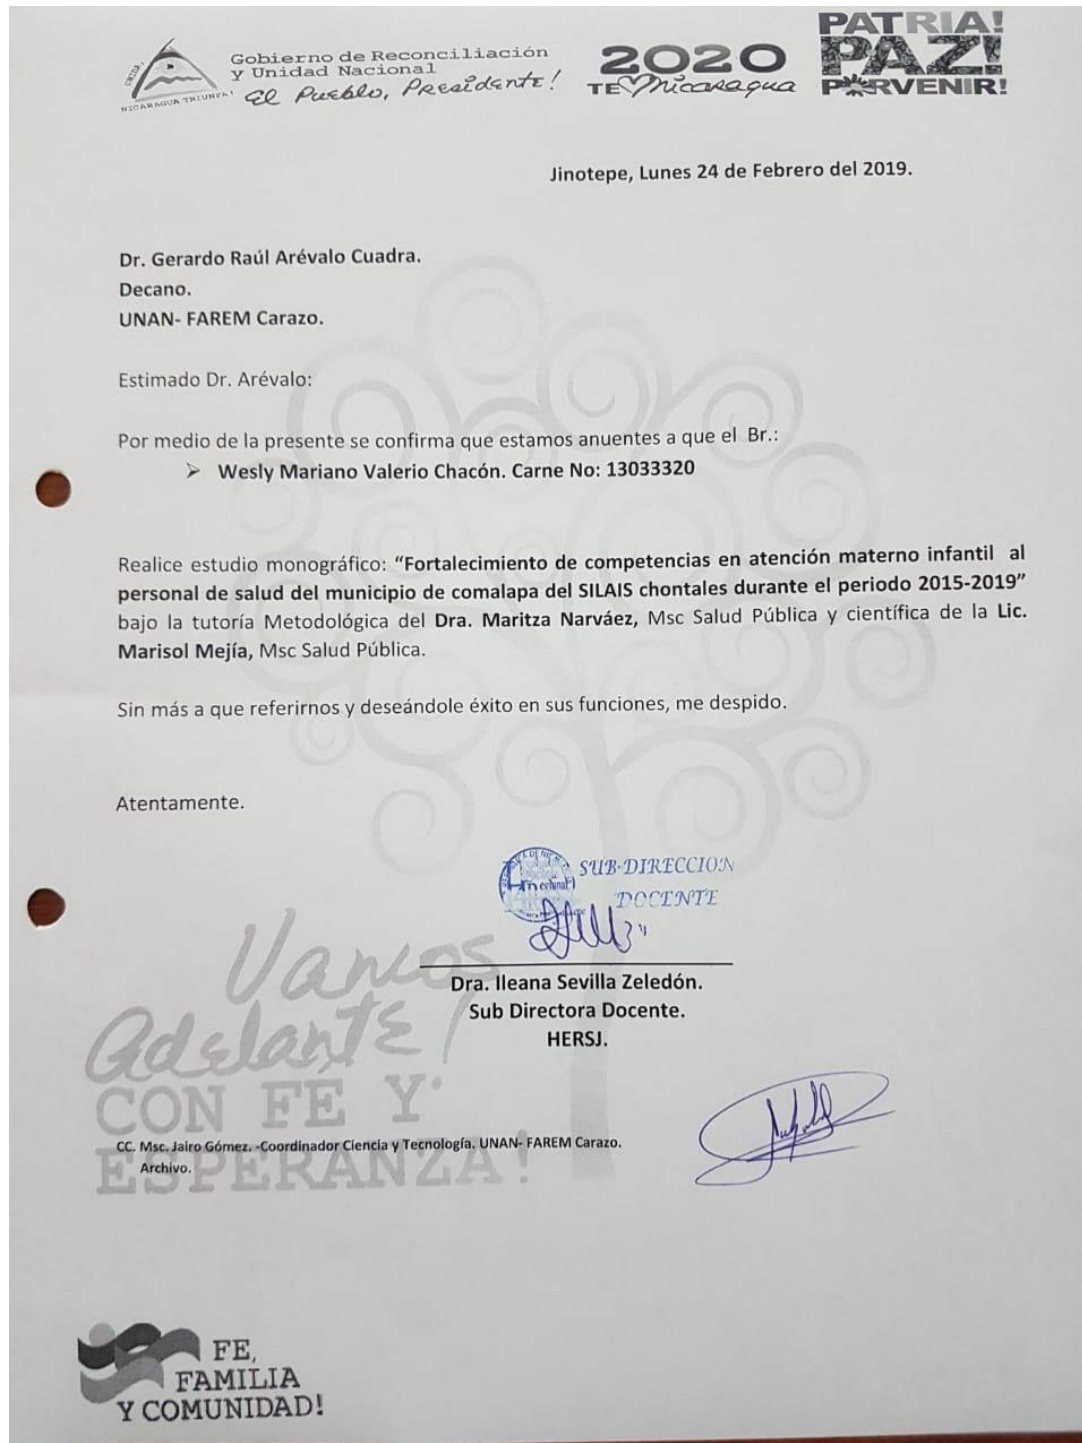 UNIDA,
NICARAGUA TRIUNFA!
Gobierno de Reconciliación
y Unidad Nacional
El Pueblo, Presidente!
2020
TE Nicaragua
PATRIA!
PAZ!
PORVENIR!
Jinotepe, Lunes 24 de Febrero del 2019.
Dr. Gerardo Raúl Arévalo Cuadra.
Decano.
UNAN- FAREM Carazo.
Estimado Dr. Arévalo:
Por medio de la presente se confirma que estamos anuentes a que el Br.:
➢ Wesly Mariano Valerio Chacón. Carne No: 13033320
Realice estudio monográfico: “Fortalecimiento de competencias en atención materno infantil al
personal de salud del municipio de comalapa del SILAIS chontales durante el periodo 2015-2019”
bajo la tutoría Metodológica del Dra. Maritza Narváez, Msc Salud Pública y científica de la Lic.
Marisol Mejía, Msc Salud Pública.
Sin más a que referirnos y deseándole éxito en sus funciones, me despido.
Atentamente.
SUB-DIRECCION
DOCENTE
Dra. Ileana Sevilla Zeledón.
Sub Directora Docente.
HERSJ.
Vamos
Adelante!
CON FE Y
ESPERANZA!
CC. Msc. Jairo Gómez. -Coordinador Ciencia y Tecnología. UNAN- FAREM Carazo.
Archivo.
FE,
FAMILIA
Y COMUNIDAD!